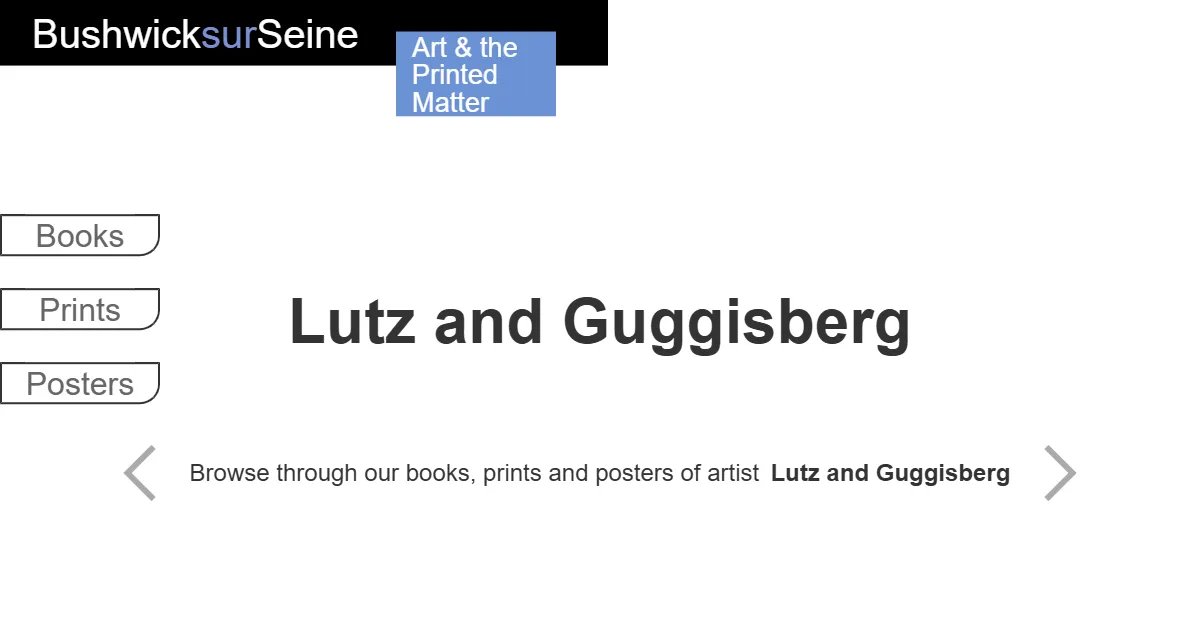 BushwicksurSeine
Art & the
Printed
Matter
Books
Prints
Posters
Lutz and Guggisberg
Browse through our books, prints and posters of artist Lutz and Guggisberg